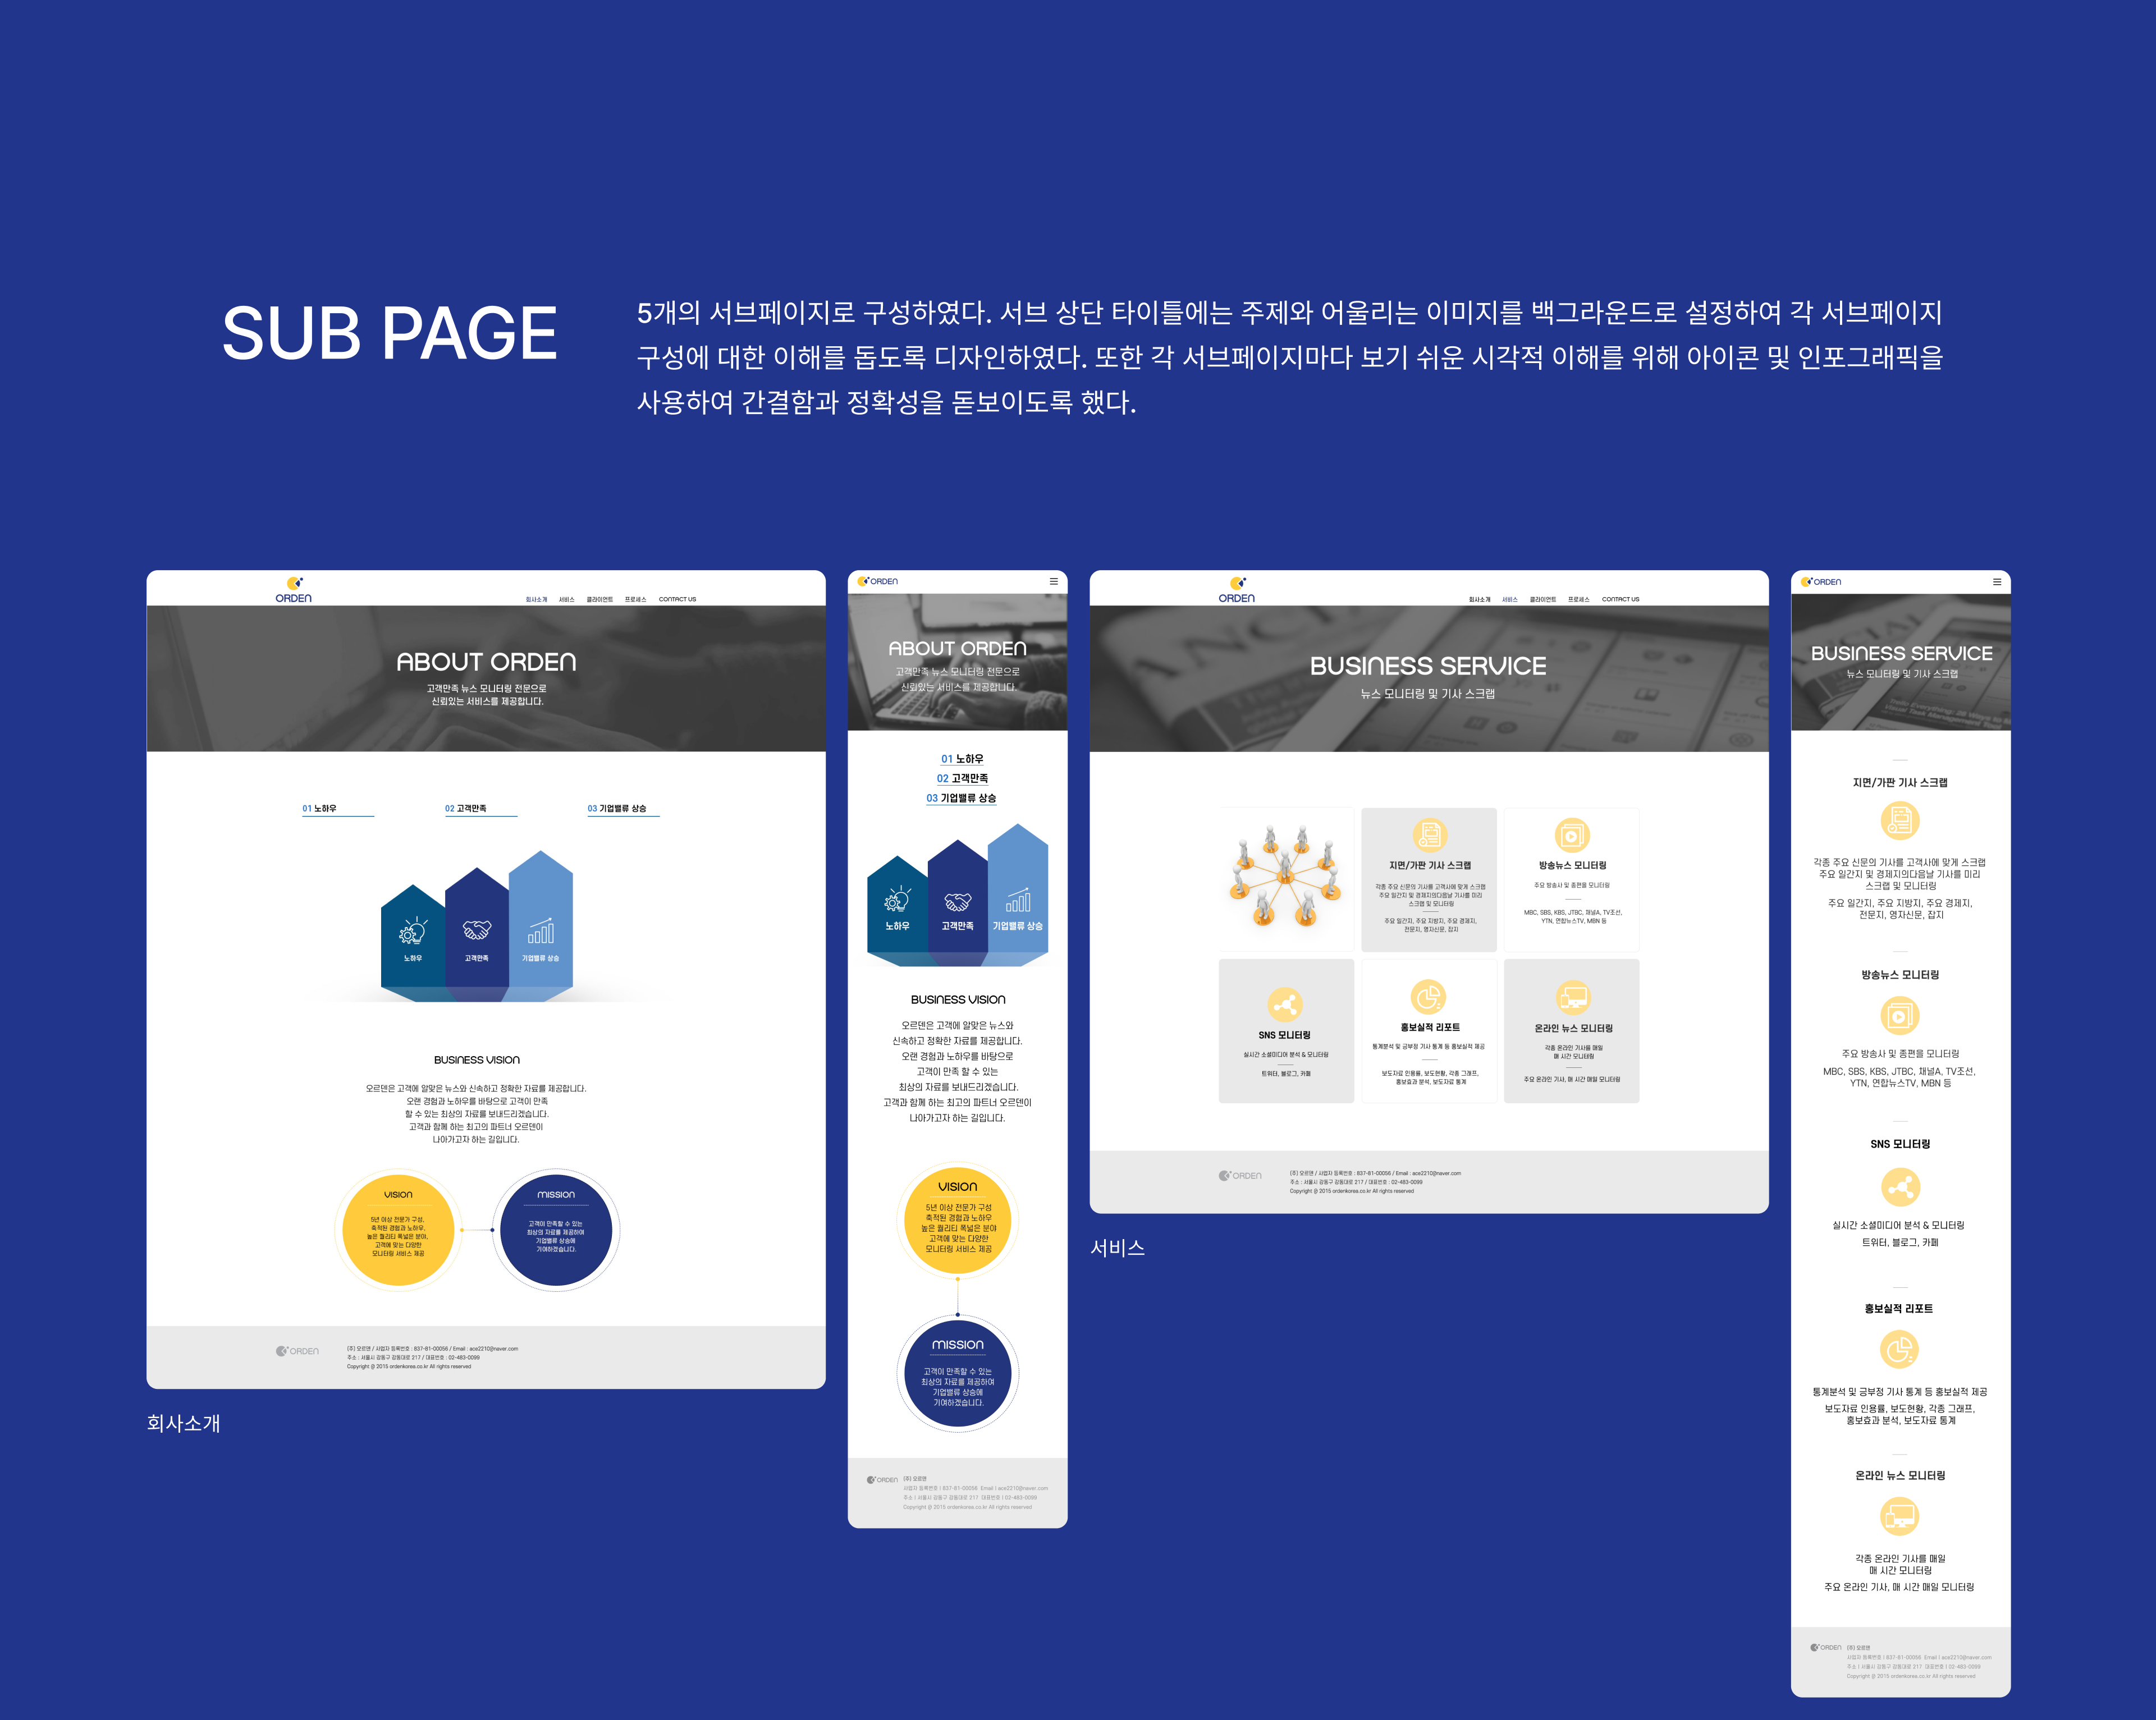 SUB PAGE
5개의 서브페이지로 구성하였다. 서브 상단 타이틀에는 주제와 어울리는 이미지를 백그라운드로 설정하여 각 서브페이지
구성에 대한 이해를 돕도록 디자인하였다. 또한 각 서브페이지마다 보기 쉬운 시각적 이해를 위해 아이콘 및 인포그래픽을
사용하여 간결함과 정확성을 돋보이도록 했다.
ORDEN
회사소개 서비스 클라이언트 프로세스 CONTACT US
ABOUT ORDEN
고객만족 뉴스 모니터링 전문으로
신뢰있는 서비스를 제공합니다.
01 노하우
02 고객만족
03 기업밸류 상승
노하우
고객만족
기업밸류 상승
BUSINESS VISION
오르덴은 고객에 알맞은 뉴스와 신속하고 정확한 자료를 제공합니다.
오랜 경험과 노하우를 바탕으로 고객이 만족
할 수 있는 최상의 자료를 보내드리겠습니다.
고객과 함께 하는 최고의 파트너 오르덴이
나아가고자 하는 길입니다.
VISION
5년 이상 전문가 구성,
축적된 경험과 노하우,
높은 퀄리티 폭넓은 분야,
고객에 맞는 다양한
모니터링 서비스 제공
MISSION
고객이 만족할 수 있는
최상의 자료를 제공하여
기업밸류 상승에
기여하겠습니다.
ORDEN
(주) 오르덴 / 사업자 등록번호 : 837-81-00056 / Email : ace2210@naver.com
주소 : 서울시 강동구 강동대로 217 / 대표번호 : 02-483-0099
Copyright @ 2015 ordenkorea.co.kr All rights reserved
회사소개
ORDEN
ABOUT ORDEN
고객만족 뉴스 모니터링 전문으로
신뢰있는 서비스를 제공합니다.
01 노하우
02 고객만족
03 기업밸류 상승
노하우
고객만족
기업밸류 상승
BUSINESS VISION
오르덴은 고객에 알맞은 뉴스와
신속하고 정확한 자료를 제공합니다.
오랜 경험과 노하우를 바탕으로
고객이 만족 할 수 있는
최상의 자료를 보내드리겠습니다.
고객과 함께 하는 최고의 파트너 오르덴이
나아가고자 하는 길입니다.
VISION
5년 이상 전문가 구성
축적된 경험과 노하우
높은 퀄리티 폭넓은 분야
고객에 맞는 다양한
모니터링 서비스 제공
MISSION
고객이 만족할 수 있는
최상의 자료를 제공하여
기업밸류 상승에
기여하겠습니다.
ORDEN
(주) 오르덴
사업자 등록번호 | 837-81-00056 Email | ace2210@naver.com
주소 | 서울시 강동구 강동대로 217 대표번호 | 02-483-0099
Copyright @ 2015 ordenkorea.co.kr All rights reserved
ORDEN
회사소개 서비스 클라이언트 프로세스 CONTACT US
BUSINESS SERVICE
뉴스 모니터링 및 기사 스크랩
지면/가판 기사 스크랩
각종 주요 신문의 기사를 고객사에 맞게 스크랩
주요 일간지 및 경제지의다음날 기사를 미리
스크랩 및 모니터링
주요 일간지, 주요 지방지, 주요 경제지,
전문지, 영자신문, 잡지
방송뉴스 모니터링
주요 방송사 및 종편을 모니터링
MBC, SBS, KBS, JTBC, 채널A, TV조선,
YTN, 연합뉴스TV, MBN 등
SNS 모니터링
실시간 소셜미디어 분석 & 모니터링
트위터, 블로그, 카페
홍보실적 리포트
통계분석 및 긍부정 기사 통계 등 홍보실적 제공
보도자료 인용률, 보도현황, 각종 그래프,
홍보효과 분석, 보도자료 통계
온라인 뉴스 모니터링
각종 온라인 기사를 매일
매 시간 모니터링
주요 온라인 기사, 매 시간 매일 모니터링
ORDEN
(주) 오르덴 / 사업자 등록번호 : 837-81-00056 / Email : ace2210@naver.com
주소 : 서울시 강동구 강동대로 217 / 대표번호 : 02-483-0099
Copyright @ 2015 ordenkorea.co.kr All rights reserved
서비스
ORDEN
BUSINESS SERVICE
뉴스 모니터링 및 기사 스크랩
지면/가판 기사 스크랩
각종 주요 신문의 기사를 고객사에 맞게 스크랩
주요 일간지 및 경제지의다음날 기사를 미리
스크랩 및 모니터링
주요 일간지, 주요 지방지, 주요 경제지,
전문지, 영자신문, 잡지
방송뉴스 모니터링
주요 방송사 및 종편을 모니터링
MBC, SBS, KBS, JTBC, 채널A, TV조선,
YTN, 연합뉴스TV, MBN 등
SNS 모니터링
실시간 소셜미디어 분석 & 모니터링
트위터, 블로그, 카페
홍보실적 리포트
통계분석 및 긍부정 기사 통계 등 홍보실적 제공
보도자료 인용률, 보도현황, 각종 그래프,
홍보효과 분석, 보도자료 통계
온라인 뉴스 모니터링
각종 온라인 기사를 매일
매 시간 모니터링
주요 온라인 기사, 매 시간 매일 모니터링
ORDEN
(주) 오르덴
사업자 등록번호 | 837-81-00056 Email | ace2210@naver.com
주소 | 서울시 강동구 강동대로 217 대표번호 | 02-483-0099
Copyright @ 2015 ordenkorea.co.kr All rights reserved